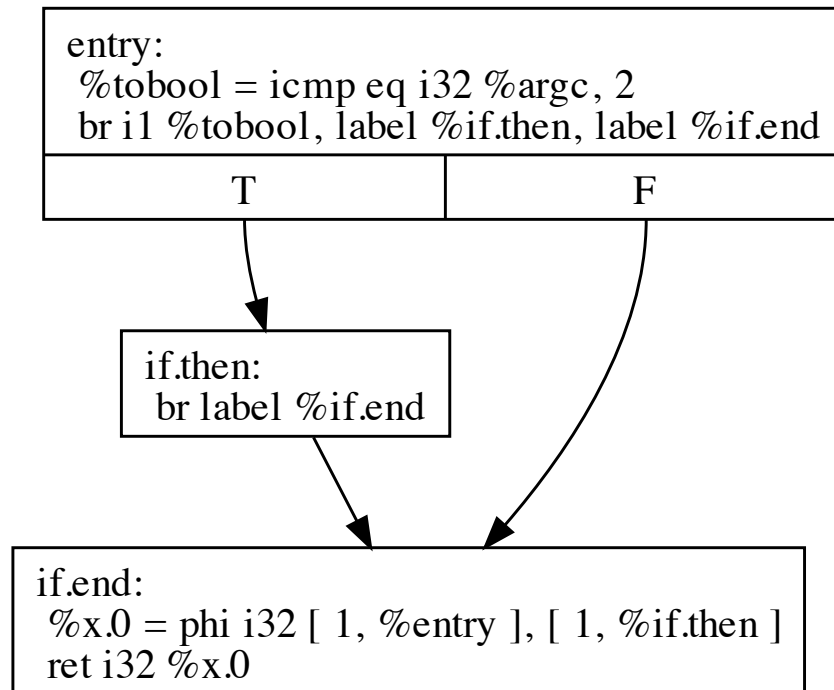 entry:
%tobool = icmp eq i32 %argc, 2
br i1 %tobool, label %if.then, label %if.end
T F
if.then:
br label %if.end
if.end:
%x.0 = phi i32 [ 1, %entry ], [ 1, %if.then ]
ret i32 %x.0